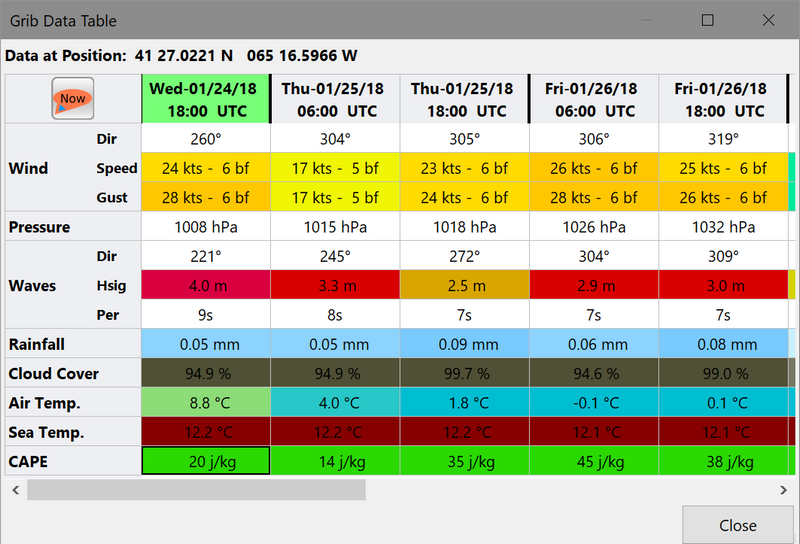 Grib Data Table
Data at Position: 41 27.0221 N 065 16.5966 W
Now Wed-01/24/18 Thu-01/25/18 Thu-01/25/18 Fri-01/26/18 Fri-01/26/18
18:00 UTC 06:00 UTC 18:00 UTC 06:00 UTC 18:00 UTC
Dir 260° 304° 305° 306° 319°
Wind Speed 24 kts - 6 bf 17 kts - 5 bf 23 kts - 6 bf 26 kts - 6 bf 25 kts - 6 bf
Gust 28 kts - 6 bf 17 kts - 5 bf 24 kts - 6 bf 28 kts - 6 bf 26 kts - 6 bf
Pressure 1008 hPa 1015 hPa 1018 hPa 1026 hPa 1032 hPa
Dir 221° 245° 272° 304° 309°
Waves Hsig 4.0 m 3.3 m 2.5 m 2.9 m 3.0 m
Per 9s 8s 7s 7s 7s
Rainfall 0.05 mm 0.05 mm 0.09 mm 0.06 mm 0.08 mm
Cloud Cover 94.9 % 94.9 % 99.7 % 94.6 % 99.0 %
Air Temp. 8.8 °C 4.0 °C 1.8 °C -0.1 °C 0.1 °C
Sea Temp. 12.2 °C 12.2 °C 12.2 °C 12.1 °C 12.1 °C
CAPE 20 j/kg 14 j/kg 35 j/kg 45 j/kg 38 j/kg
Close